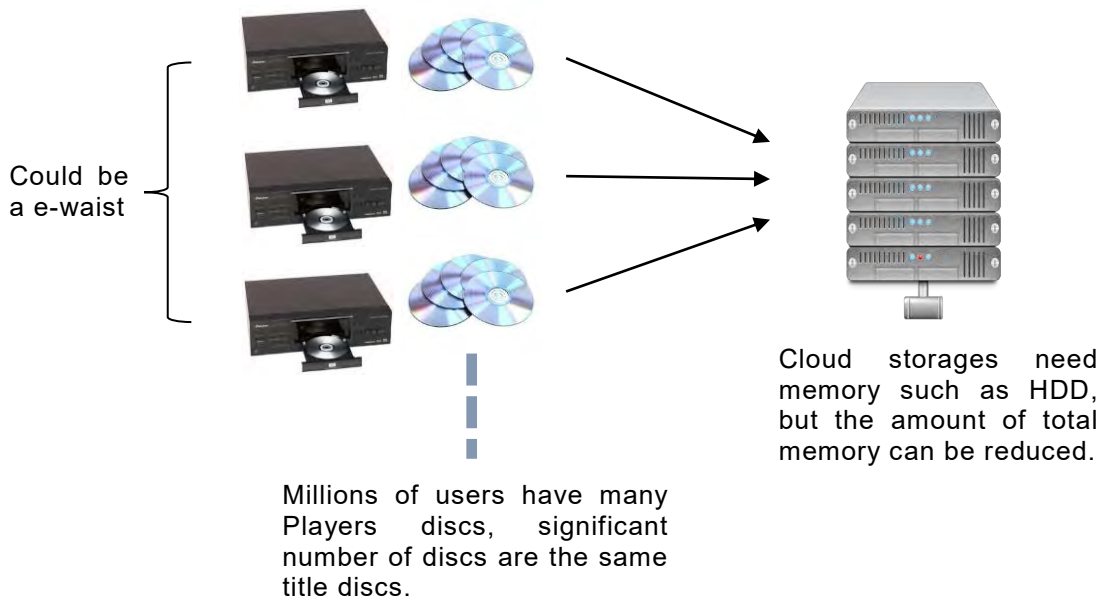 Could be
a e-waist
Cloud storages need
memory such as HDD,
but the amount of total
memory can be reduced.
Millions of users have many
Players discs, significant
number of discs are the same
title discs.